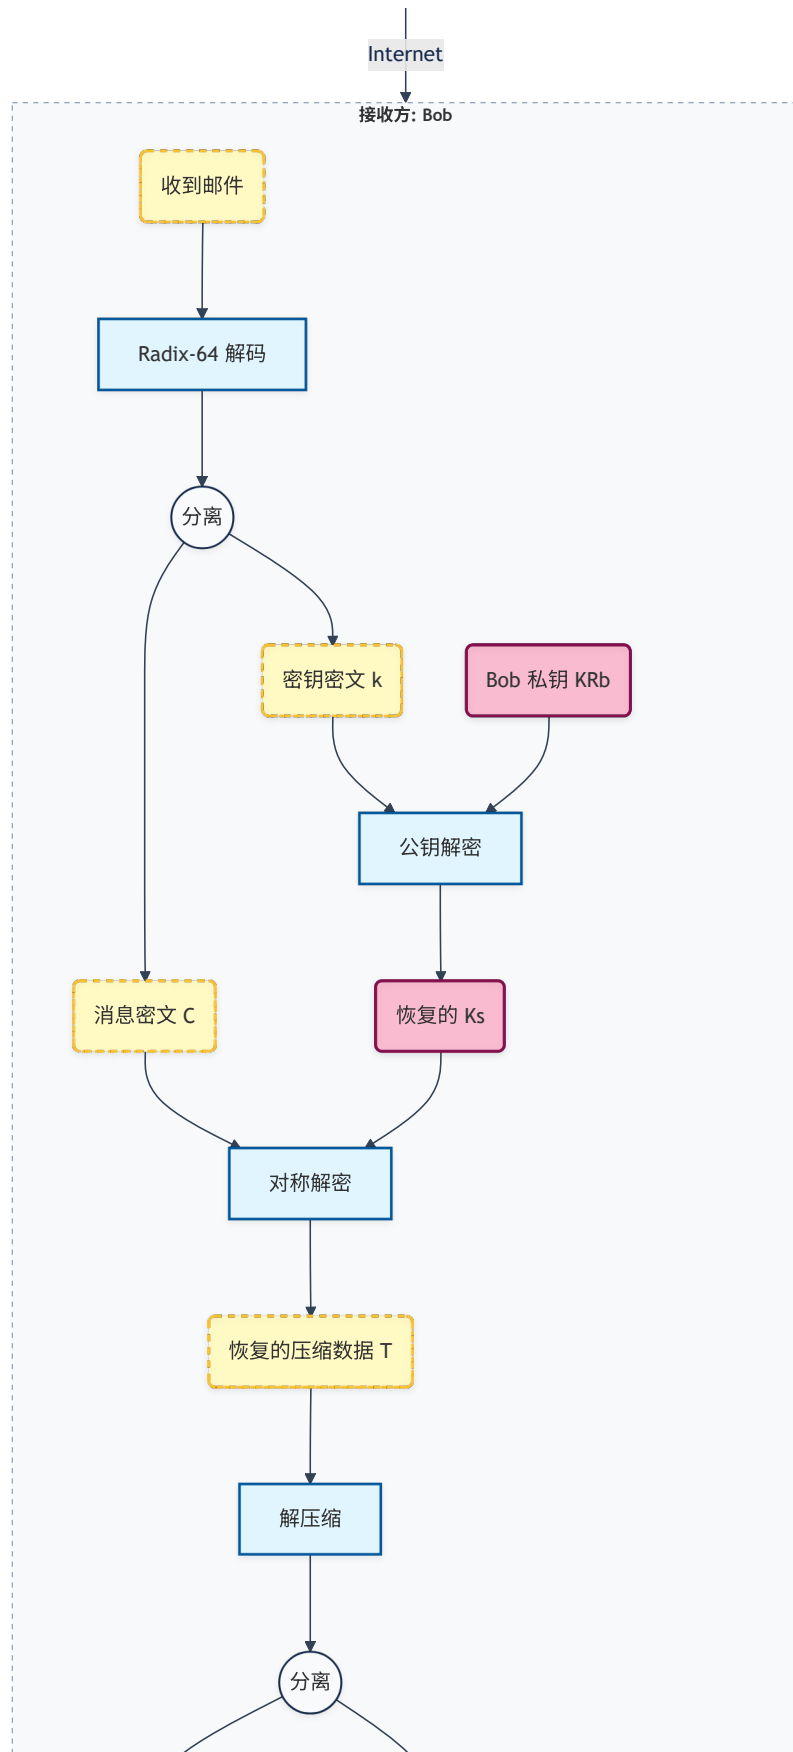 Internet
接收方: Bob
收到邮件
Radix-64 解码
分离
密钥密文 k
Bob 私钥 KRb
公钥解密
消息密文 C
恢复的 Ks
对称解密
恢复的压缩数据 T
解压缩
分离